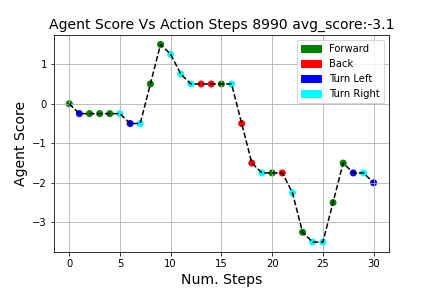 Agent Score Vs Action Steps 8990 avg_score:-3.1
Forward
Back
Turn Left
Turn Right
Agent Score
1
0
−1
−2
−3
0 5 10 15 20 25 30
Num. Steps